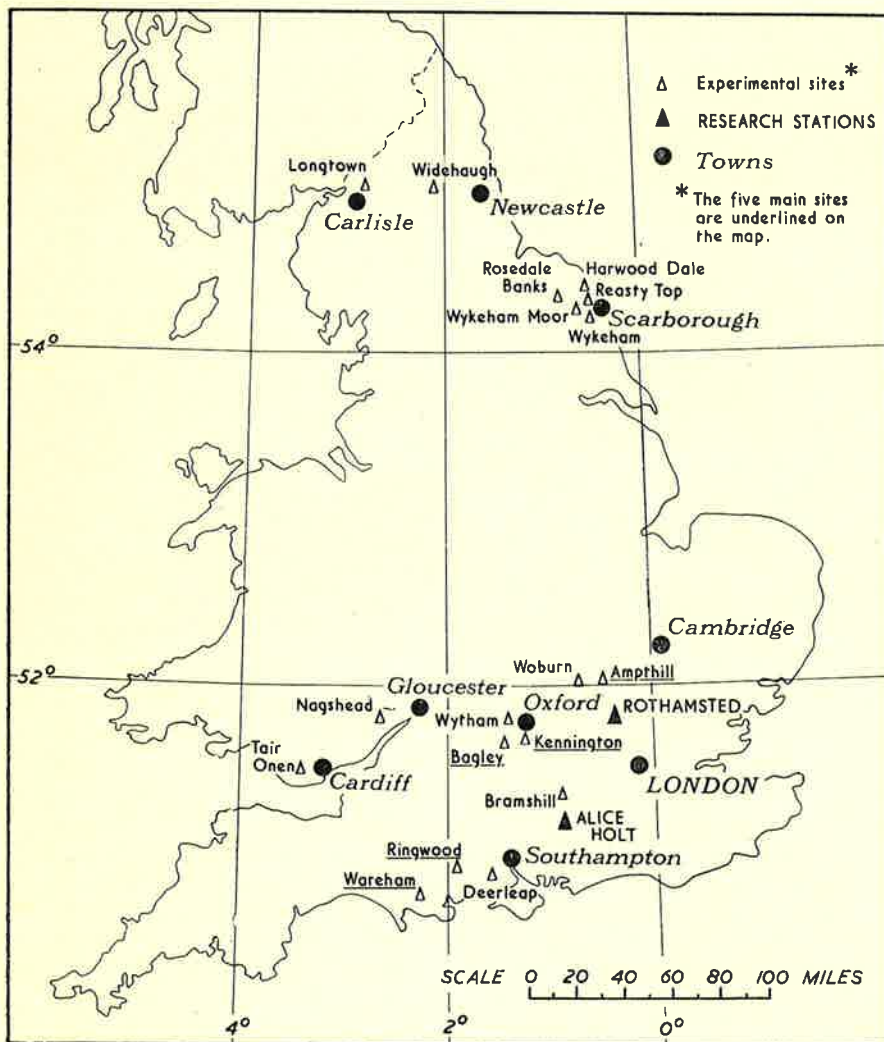 △ Experimental sites *
▲ RESEARCH STATIONS
● Towns
* The five main sites
are underlined on
the map.
Longtown
Widehaugh
Carlisle
Newcastle
Rosedale
Banks
Harwood Dale
Reasty Top
Wykeham Moor
Scarborough
Wykeham
54°
Cambridge
52°
Woburn
Ampthill
Gloucester
Nagshead
Oxford
ROTHAMSTED
Wytham
Tair
Onen
Bagley
Kennington
Cardiff
LONDON
Bramshill
ALICE
HOLT
Ringwood
Southampton
Wareham
Deerleap
SCALE 0 20 40 60 80 100 MILES
4° 2° 0°